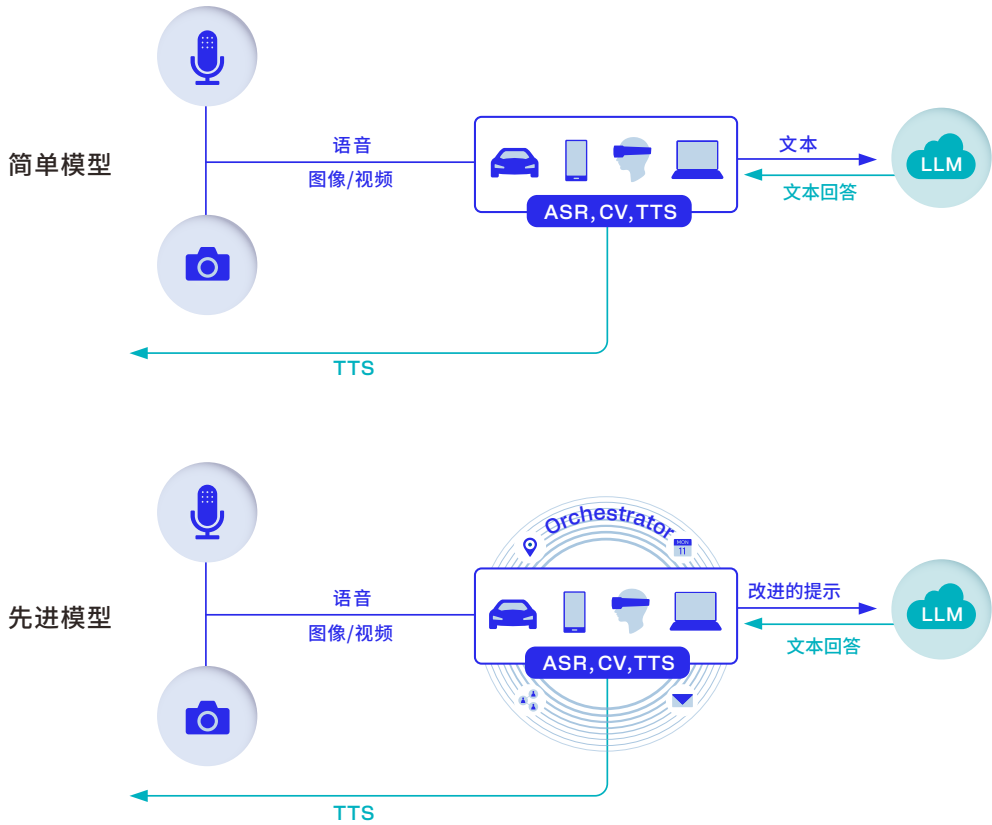 语音
文本
简单模型
LLM
图像/视频
文本回答
ASR,CV,TTS
TTS
Orchestrator
MON
11
语音
改进的提示
先进模型
LLM
图像/视频
文本回答
ASR,CV,TTS
TTS